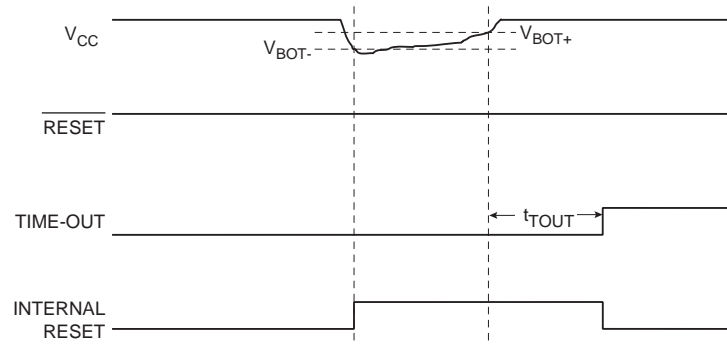 VCC
VBOT-
VBOT+
RESET
TIME-OUT
tTOUT
INTERNAL
RESET